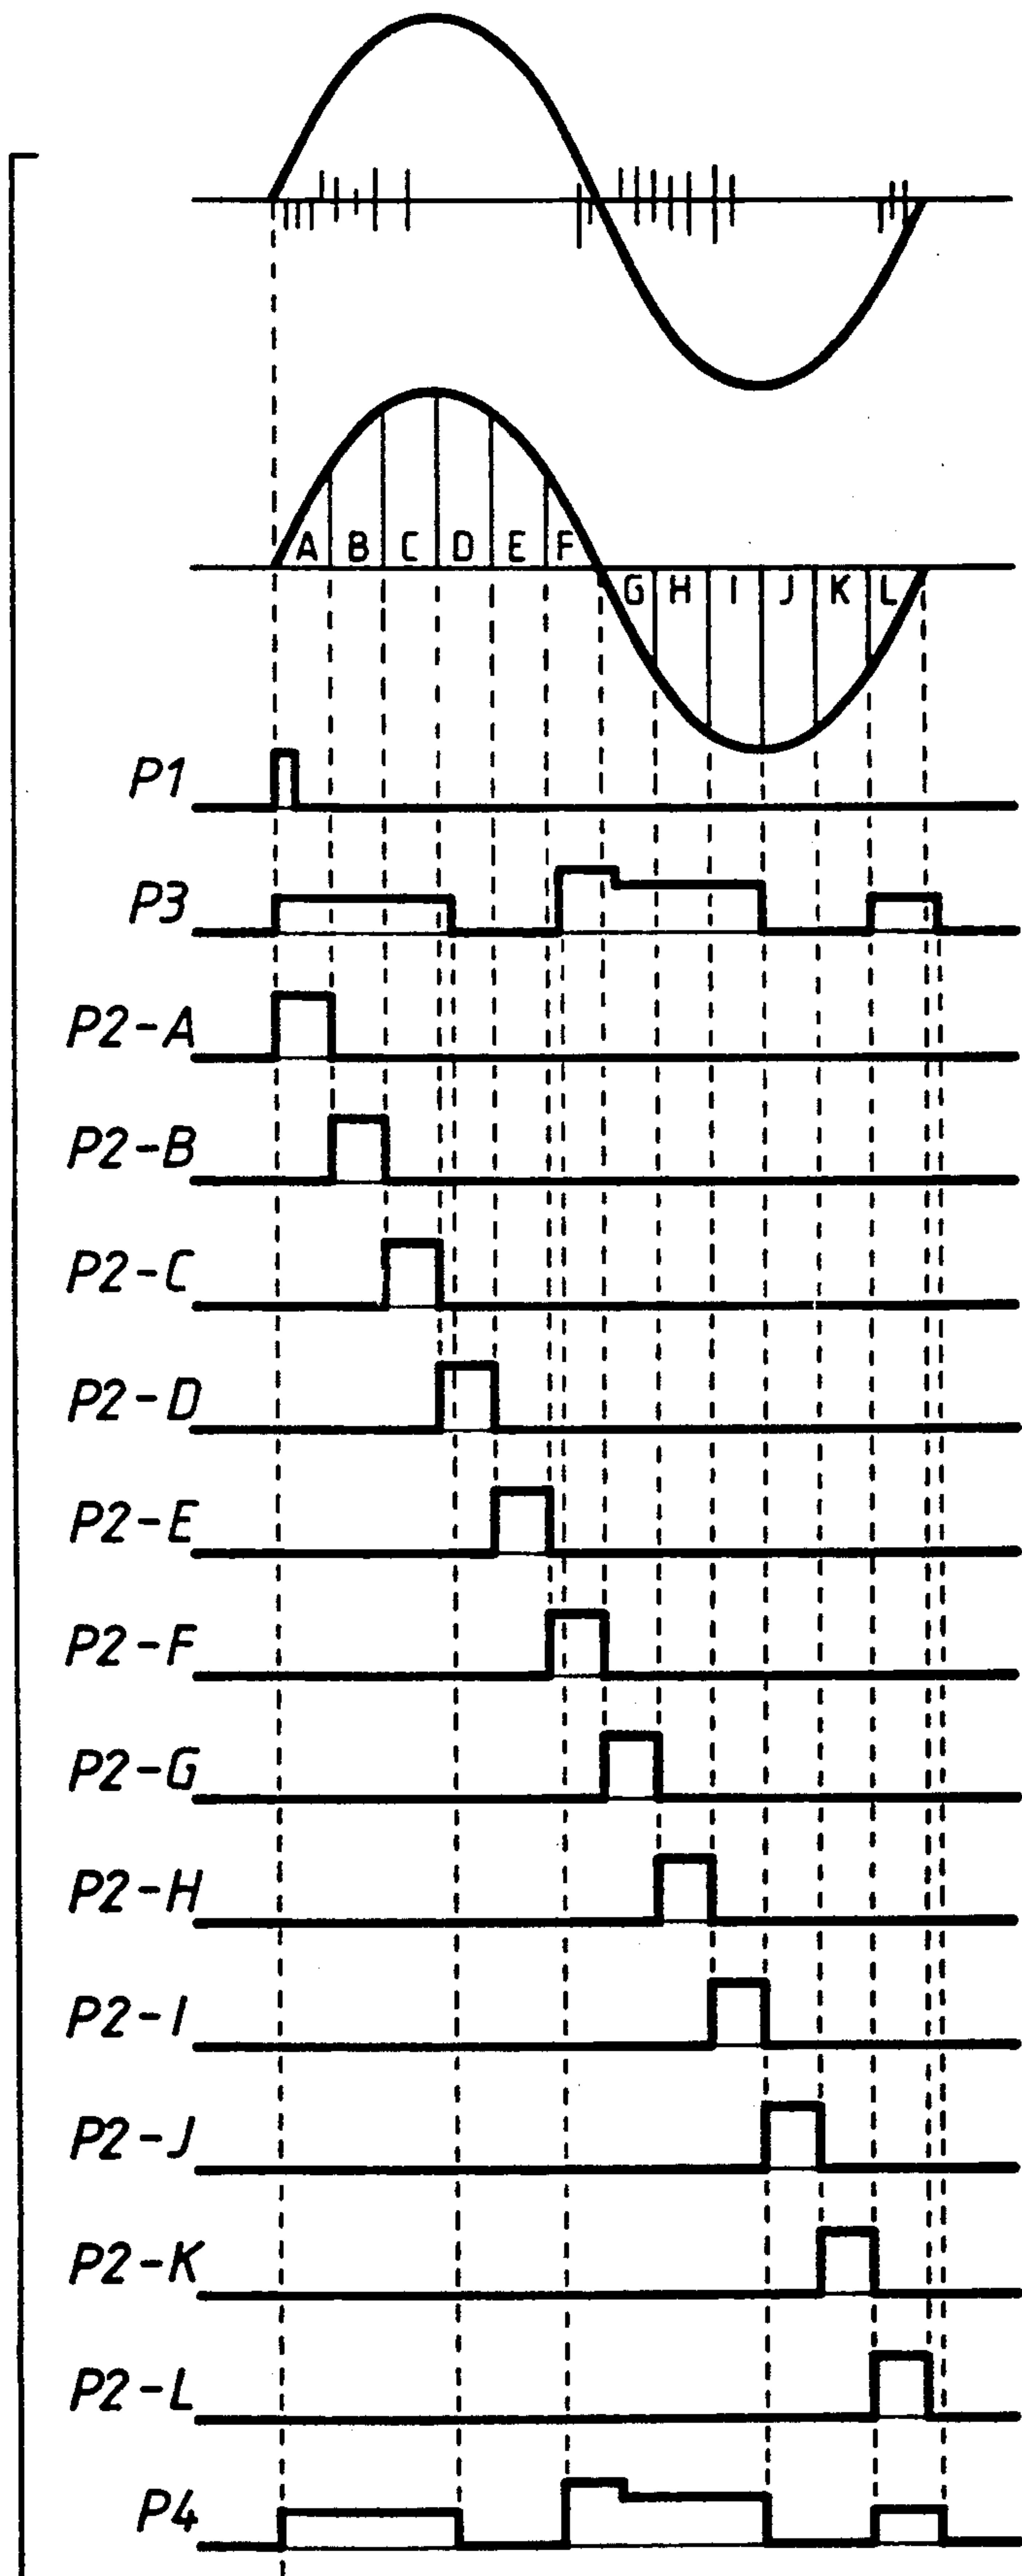 A B C D E F
G H I J K L
P1
P3
P2-A
P2-B
P2-C
P2-D
P2-E
P2-F
P2-G
P2-H
P2-I
P2-J
P2-K
P2-L
P4